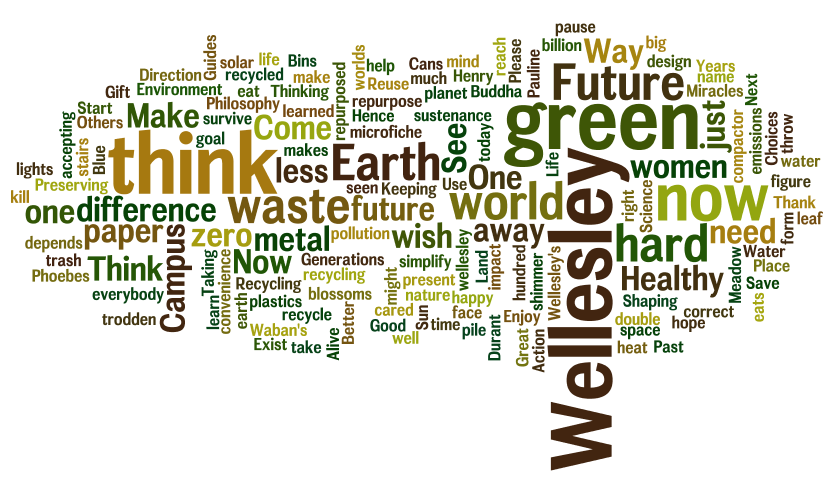 pause
billion
Way
big
Guides
solar
life
Bins
worlds
help
Cans
mind
reach
Please
Pauline
design
Years
name
Next
Direction
recycled
make
repurposed
Reuse
much
Henry
Future
Miracles
Gift
Environment
eat
Thinking
planet
Buddha
Start
Philosophy
learned
repurpose
Others
Make
survive
Come
Hence
sustenance
green
just
compactor
emissions
Choices
throw
accepting
stairs
Blue
goal
microfiche
See
today
think
makes
less
Earth
Life
women
water
lights
Preserving
seen
Keeping
Use
One
right
Science
now
figure
kill
one
difference
waste
future
world
Thank
leaf
form
depends
paper
Campus
zero
metal
pollution
wish
away
hard
need
trash
Think
Now
Generations
simplify
wellesley
Land
impact
hundred
shimmer
Wellesley's
Wellesley
Water
Meadow
Place
Phoebes
Taking
learn
convenience
Recycling
recycling
might
present
Healthy
Save
everybody
earth
plastics
blossoms
nature
happy
Shaping
eats
trodden
recycle
Better
cared
Sun
face
Enjoy
double
correct
Waban's
Good
time
pile
Durant
Great
Action
space
hope
Exist
take
Alive
well
heat
Past